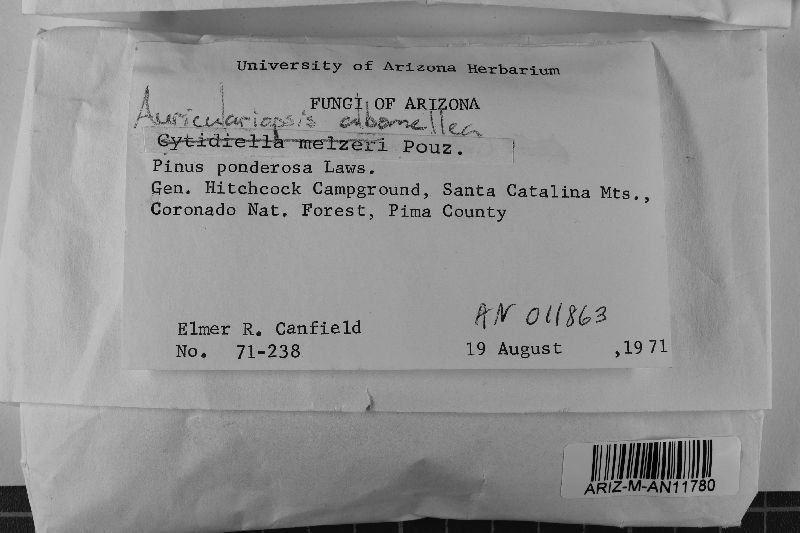 University of Arizona Herbarium
FUNGI OF ARIZONA
Auriculariopsis albomellea
Cytidiella melzeri Pouz.
Pinus ponderosa Laws.
Gen. Hitchcock Campground, Santa Catalina Mts.,
Coronado Nat. Forest, Pima County
AN 011863
Elmer R. Canfield
No. 71-238
19 August ,1971
ARIZ-M-AN11780